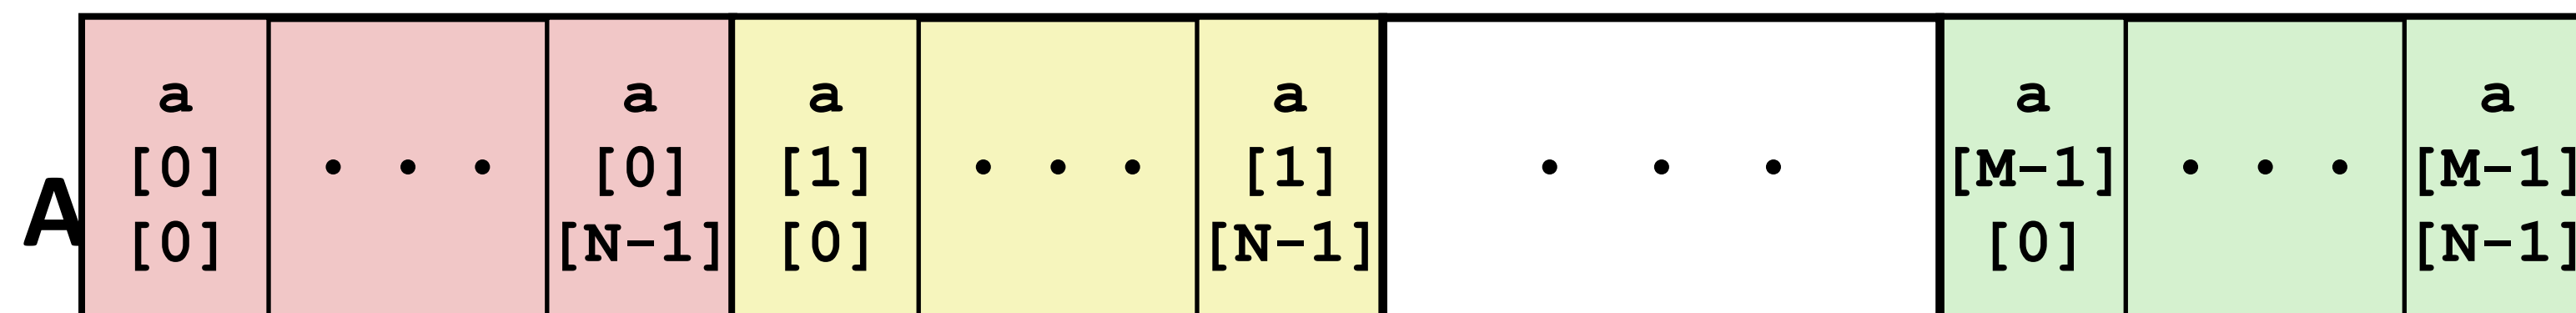 a a a a a a
[0] • • • [0] [1] • • • [1] • • • [M-1] • • • [M-1]
A
[0] [N-1] [0] [N-1] [0] [N-1]